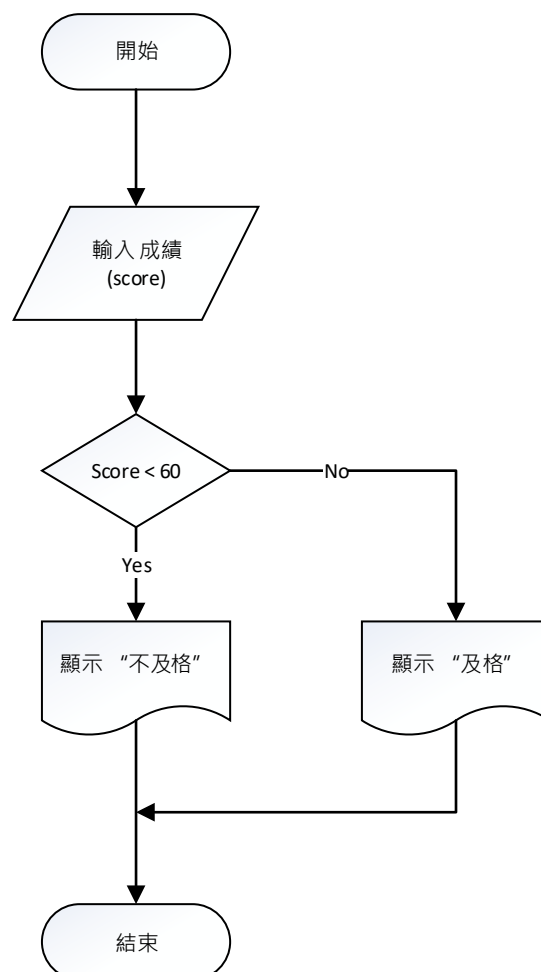 開始
輸入 成績
(score)
Score < 60
No
Yes
顯示 “不及格”
顯示 “及格”
結束